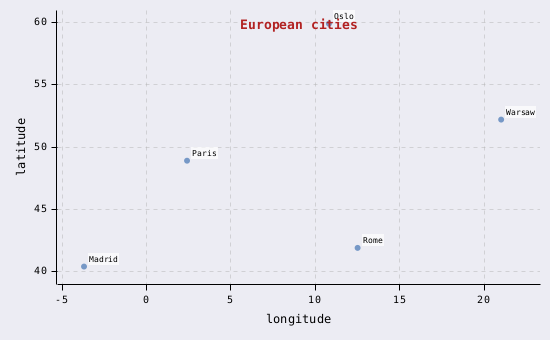 Oslo
European cities
60
55
Warsaw
50
Paris
45
Rome
Madrid
40
latitude
-5 0 5 10 15 20
longitude